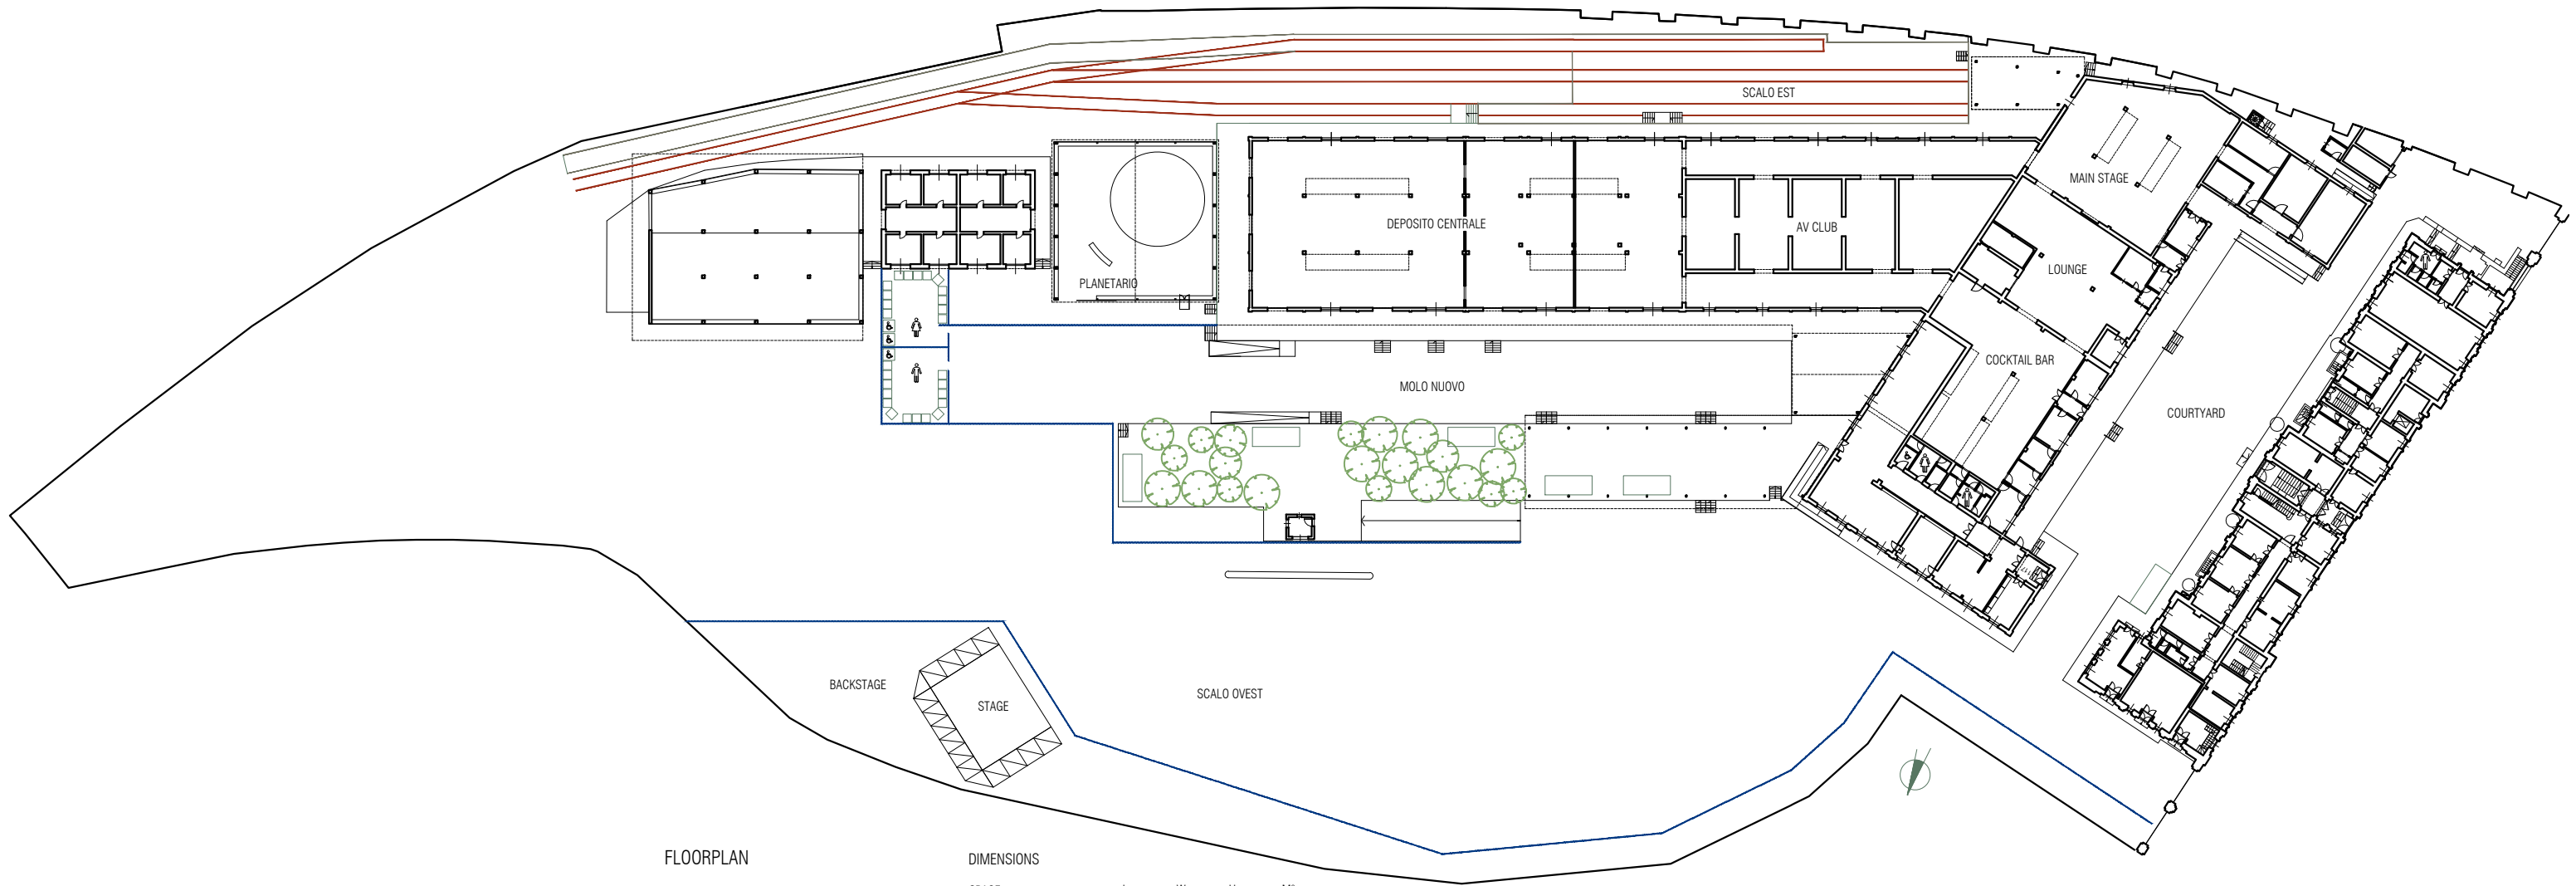 SCALO EST
MAIN STAGE
DEPOSITO CENTRALE
AV CLUB
LOUNGE
PLANETARIO
COCKTAIL BAR
MOLO NUOVO
COURTYARD
BACKSTAGE
SCALO OVEST
STAGE
FLOORPLAN
DIMENSIONS